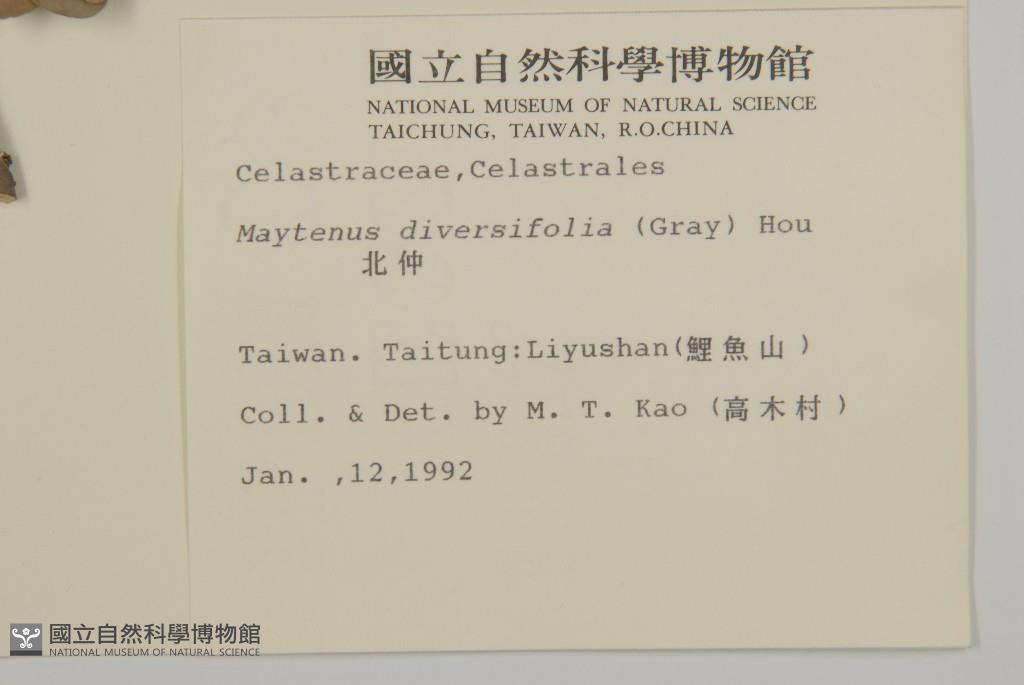 國立自然科學博物館
NATIONAL MUSEUM OF NATURAL SCIENCE
TAICHUNG, TAIWAN, R.O.CHINA
Celastraceae,Celastrales
Maytenus diversifolia (Gray) Hou
北仲
Taiwan. Taitung:Liyushan(鯉魚山)
Coll. & Det. by M. T. Kao (高木村)
Jan. ,12,1992
國立自然科學博物館
NATIONAL MUSEUM OF NATURAL SCIENCE